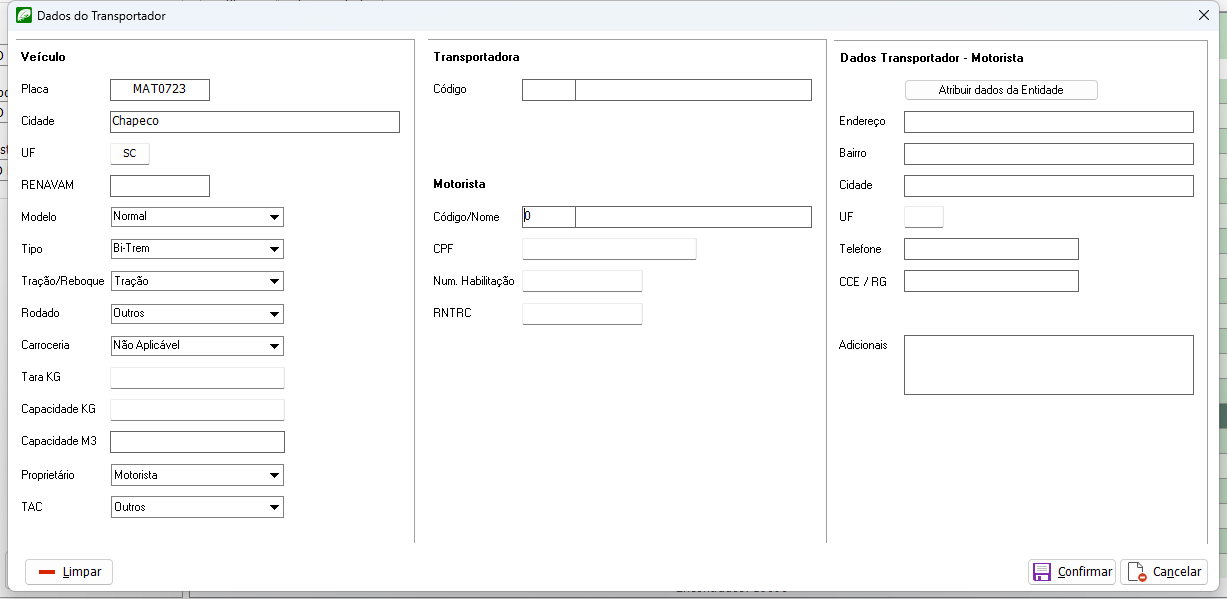 Dados do Transportador
Veículo
Placa MAT0723
Cidade Chapeco
UF SC
RENAVAM
Modelo Normal
Tipo Bi-Trem
Tração/Reboque Tração
Rodado Outros
Carroceria Não Aplicável
Tara KG
Capacidade KG
Capacidade M3
Proprietário Motorista
TAC Outros
Transportadora
Código
Motorista
Código/Nome 0
CPF
Num. Habilitação
RNTRC
Dados Transportador - Motorista
Atribuir dados da Entidade
Endereço
Bairro
Cidade
UF
Telefone
CCE / RG
Adicionais
Limpar
Confirmar
Cancelar